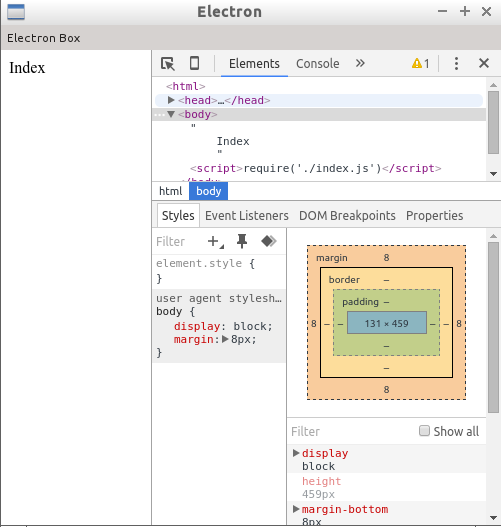 Electron
Electron Box
Index
Elements Console 1
<html>
<head>…</head>
… <body>
"
Index
"
<script>require('./index.js')</script>
html body
Styles Event Listeners DOM Breakpoints Properties
Filter
element.style {
}
user agent stylesh…
body {
display: block;
margin: 8px;
}
margin 8
border –
padding –
8 – – 131 × 459 – – 8
–
–
8
Filter Show all
display
block
height
459px
margin-bottom
8px